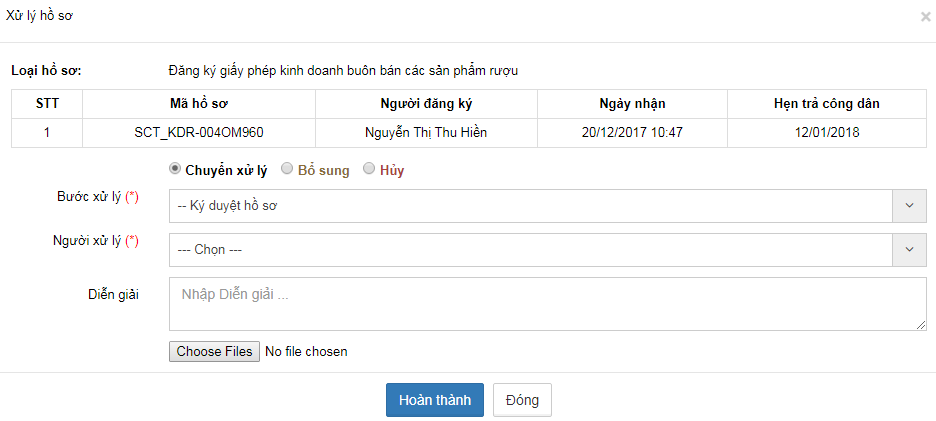 Xử lý hồ sơ ×
Loại hồ sơ: Đăng ký giấy phép kinh doanh buôn bán các sản phẩm rượu
STT Mã hồ sơ Người đăng ký Ngày nhận Hẹn trả công dân
1 SCT_KDR-004OM960 Nguyễn Thị Thu Hiền 20/12/2017 10:47 12/01/2018
Chuyển xử lý Bổ sung Hủy
Bước xử lý (*) -- Ký duyệt hồ sơ
Người xử lý (*) --- Chọn ---
Diễn giải Nhập Diễn giải ...
Choose Files No file chosen
Hoàn thành Đóng